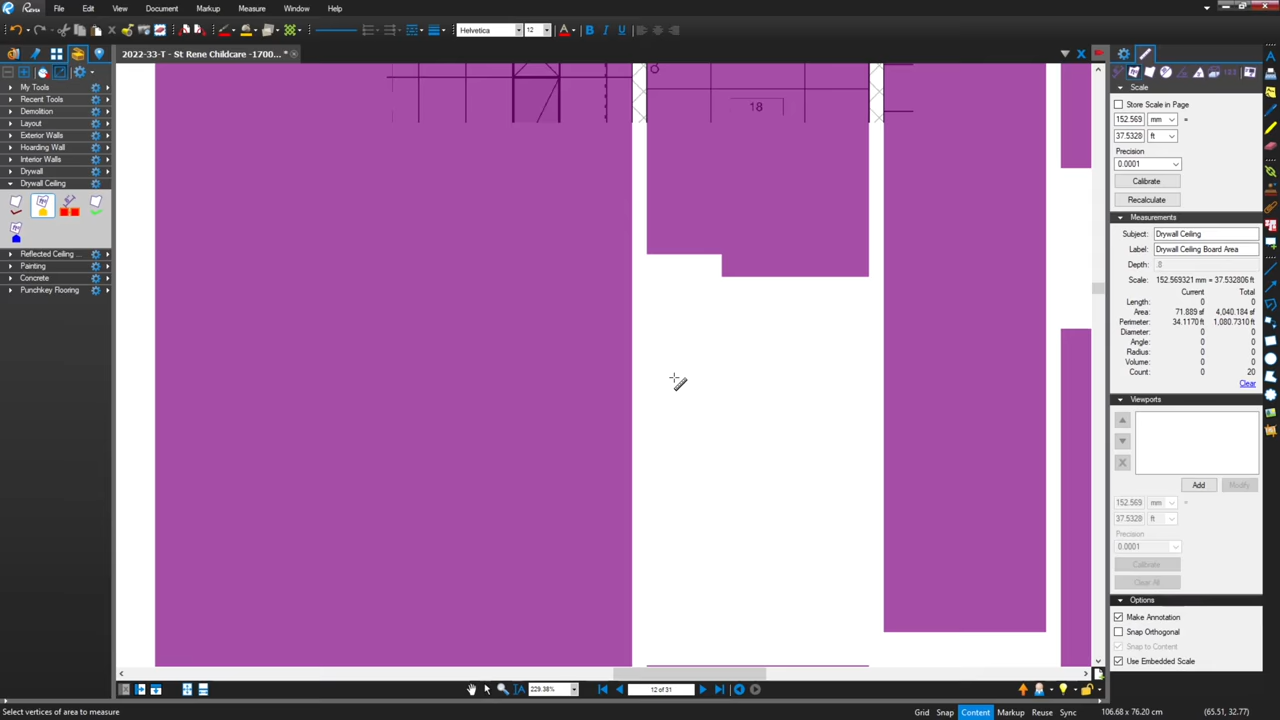 Revu File Edit View Document Markup Measure Window Help
Helvetica 12 A B I U
2022-33-T - St Rene Childcare -1700... *
My Tools
Recent Tools
Demolition
Layout
Exterior Walls
Hoarding Wall
Interior Walls
Drywall
Drywall Ceiling
Reflected Ceiling ...
Painting
Concrete
Punchkey Flooring
18
Scale
Store Scale in Page
152.569 mm =
37.5328 ft
Precision
0.0001
Calibrate
Recalculate
Measurements
Subject: Drywall Ceiling
Label: Drywall Ceiling Board Area
Depth: 8
Scale: 152.569321 mm = 37.532806 ft
Current Total
Length: 0 0
Area: 71.889 sf 4,040.184 sf
Perimeter: 34.1170 ft 1,080.7310 ft
Diameter: 0 0
Angle: 0 0
Radius: 0 0
Volume: 0 0
Count: 0 20
Clear
Viewports
Add Modify
152.569 mm =
37.5328 ft
Precision
0.0001
Calibrate
Clear All
Options
Make Annotation
Snap Orthogonal
Snap to Content
Use Embedded Scale
229.38% 12 of 31
Select vertices of area to measure
Grid Snap Content Markup Reuse Sync 106.68 x 76.20 cm (65.51, 32.77)